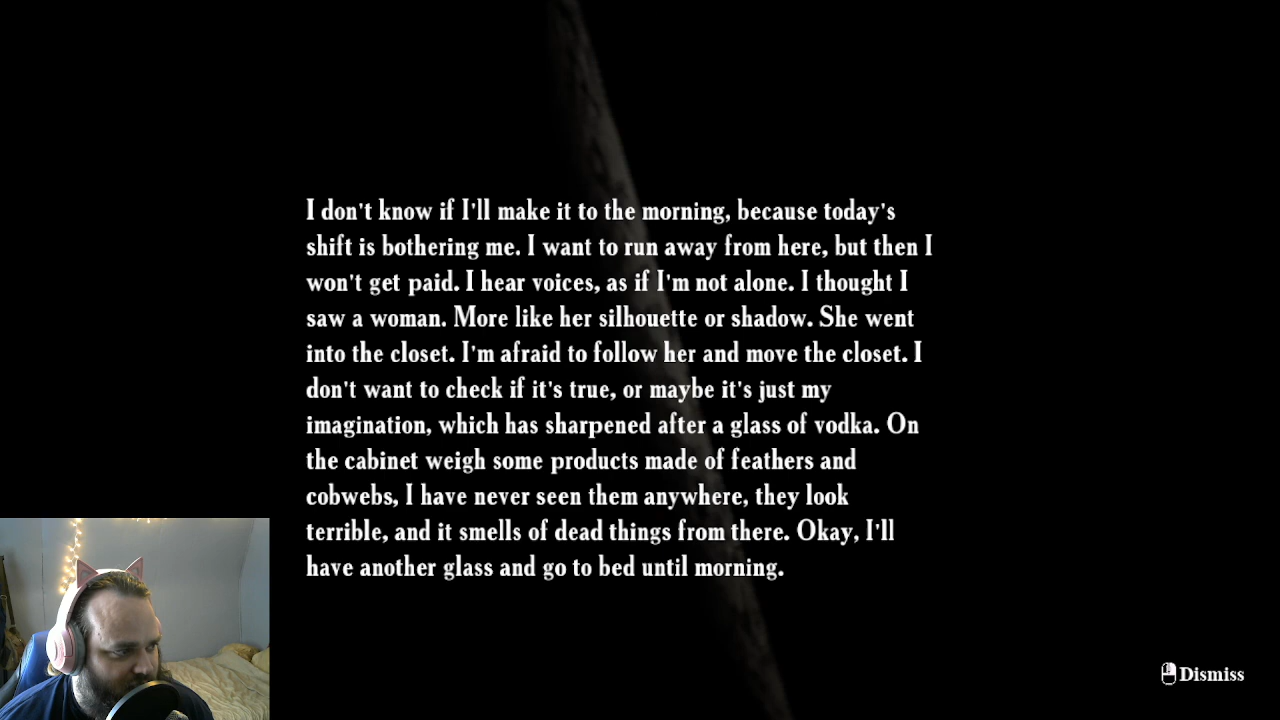 I don't know if I'll make it to the morning, because today's
shift is bothering me. I want to run away from here, but then I
won't get paid. I hear voices, as if I'm not alone. I thought I
saw a woman. More like her silhouette or shadow. She went
into the closet. I'm afraid to follow her and move the closet. I
don't want to check if it's true, or maybe it's just my
imagination, which has sharpened after a glass of vodka. On
the cabinet weigh some products made of feathers and
cobwebs, I have never seen them anywhere, they look
terrible, and it smells of dead things from there. Okay, I'll
have another glass and go to bed until morning.
Dismiss